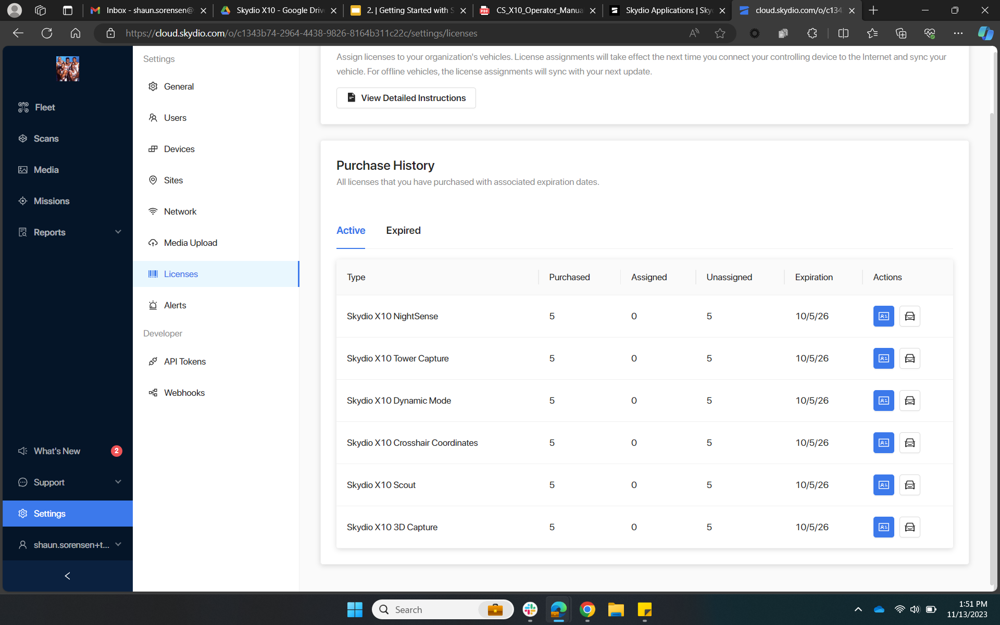 Inbox - shaun.sorensen@
Skydio X10 - Google Drive
2. | Getting Started with S
CS_X10_Operator_Manua
Skydio Applications | Sky
cloud.skydio.com/o/c134
https://cloud.skydio.com/o/c1343b74-2964-4438-9826-8164b311c22c/settings/licenses
Fleet
Scans
Media
Missions
Reports
What's New
2
Support
Settings
shaun.sorensen+t...
Settings
General
Users
Devices
Sites
Network
Media Upload
Licenses
Alerts
Developer
API Tokens
Webhooks
Assign licenses to your organization's vehicles. License assignments will take effect the next time you connect your controlling device to the Internet and sync your
vehicle. For offline vehicles, the license assignments will sync with your next update.
View Detailed Instructions
Purchase History
All licenses that you have purchased with associated expiration dates.
Active Expired
Type Purchased Assigned Unassigned Expiration Actions
Skydio X10 NightSense 5 0 5 10/5/26
Skydio X10 Tower Capture 5 0 5 10/5/26
Skydio X10 Dynamic Mode 5 0 5 10/5/26
Skydio X10 Crosshair Coordinates 5 0 5 10/5/26
Skydio X10 Scout 5 0 5 10/5/26
Skydio X10 3D Capture 5 0 5 10/5/26
Search
1:51 PM
11/13/2023